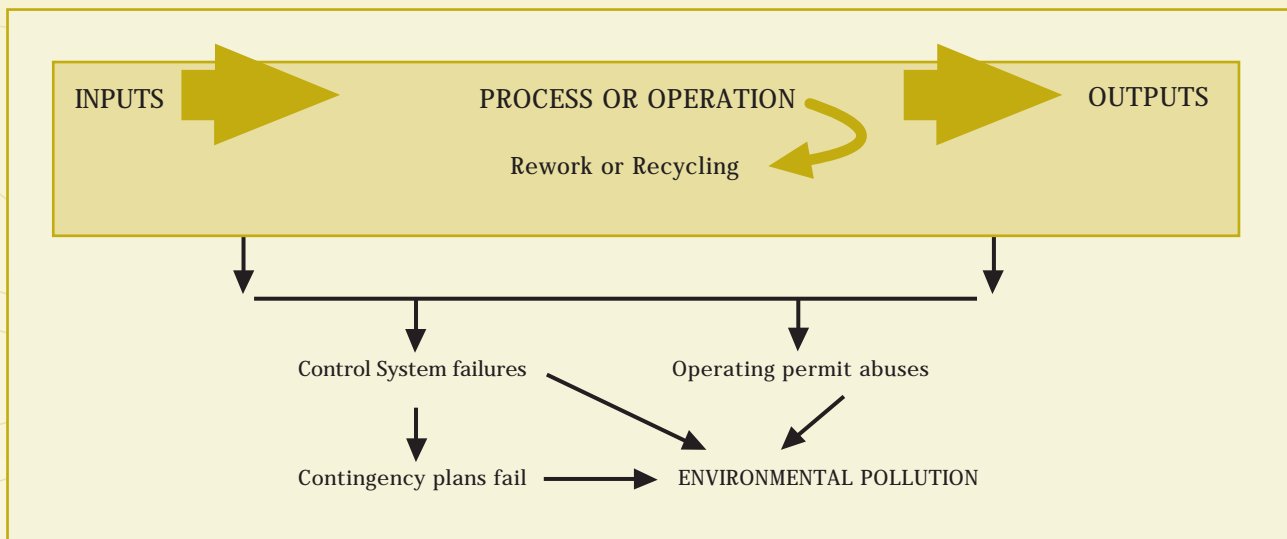 INPUTS
PROCESS OR OPERATION
OUTPUTS
Rework or Recycling
Control System failures
Operating permit abuses
Contingency plans fail
ENVIRONMENTAL POLLUTION